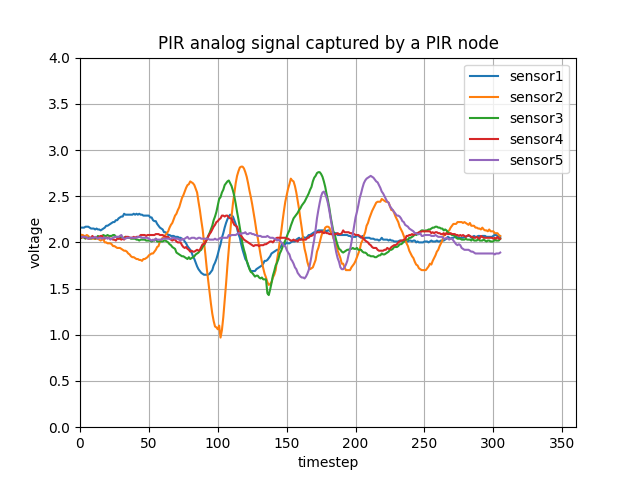 PIR analog signal captured by a PIR node
4.0
3.5
3.0
2.5
2.0
1.5
1.0
0.5
0.0
voltage
sensor1
sensor2
sensor3
sensor4
sensor5
0 50 100 150 200 250 300 350
timestep